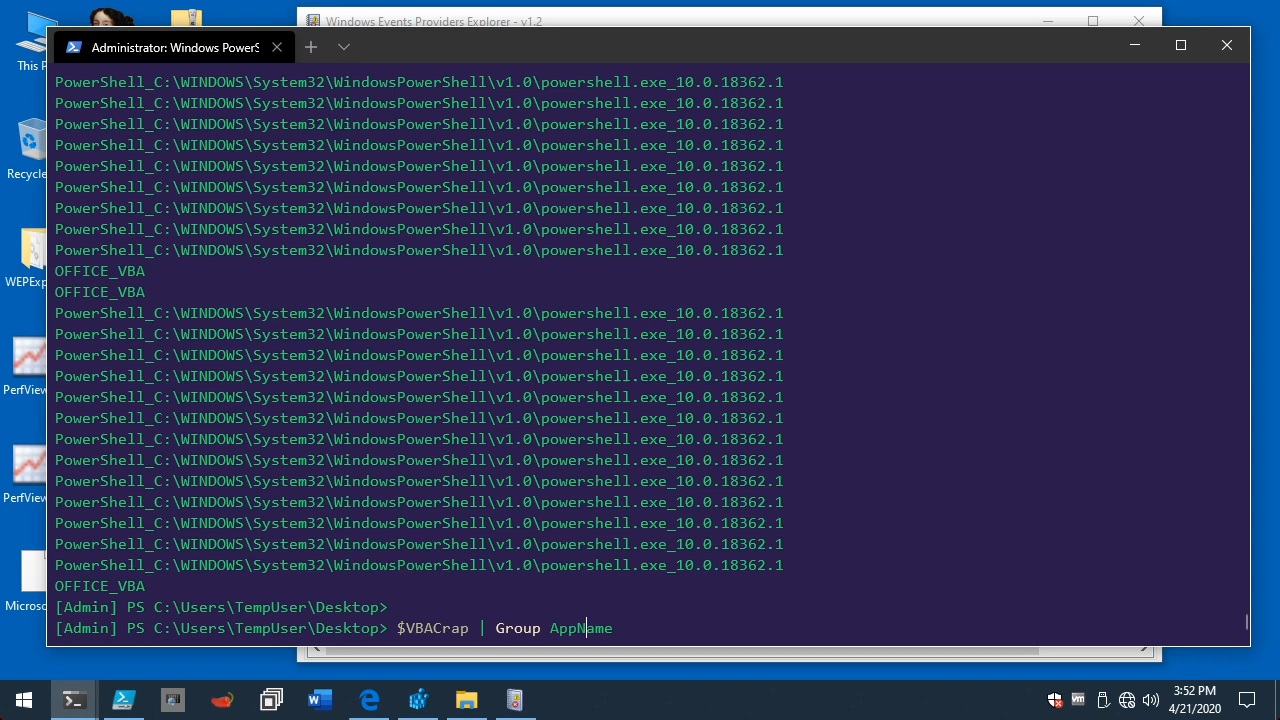 Windows Events Providers Explorer - v1.2
This P
Administrator: Windows PowerS
Recycle
WEPExp
PerfView
PerfView
Microso
PowerShell_C:\WINDOWS\System32\WindowsPowerShell\v1.0\powershell.exe_10.0.18362.1
PowerShell_C:\WINDOWS\System32\WindowsPowerShell\v1.0\powershell.exe_10.0.18362.1
PowerShell_C:\WINDOWS\System32\WindowsPowerShell\v1.0\powershell.exe_10.0.18362.1
PowerShell_C:\WINDOWS\System32\WindowsPowerShell\v1.0\powershell.exe_10.0.18362.1
PowerShell_C:\WINDOWS\System32\WindowsPowerShell\v1.0\powershell.exe_10.0.18362.1
PowerShell_C:\WINDOWS\System32\WindowsPowerShell\v1.0\powershell.exe_10.0.18362.1
PowerShell_C:\WINDOWS\System32\WindowsPowerShell\v1.0\powershell.exe_10.0.18362.1
PowerShell_C:\WINDOWS\System32\WindowsPowerShell\v1.0\powershell.exe_10.0.18362.1
PowerShell_C:\WINDOWS\System32\WindowsPowerShell\v1.0\powershell.exe_10.0.18362.1
OFFICE_VBA
OFFICE_VBA
PowerShell_C:\WINDOWS\System32\WindowsPowerShell\v1.0\powershell.exe_10.0.18362.1
PowerShell_C:\WINDOWS\System32\WindowsPowerShell\v1.0\powershell.exe_10.0.18362.1
PowerShell_C:\WINDOWS\System32\WindowsPowerShell\v1.0\powershell.exe_10.0.18362.1
PowerShell_C:\WINDOWS\System32\WindowsPowerShell\v1.0\powershell.exe_10.0.18362.1
PowerShell_C:\WINDOWS\System32\WindowsPowerShell\v1.0\powershell.exe_10.0.18362.1
PowerShell_C:\WINDOWS\System32\WindowsPowerShell\v1.0\powershell.exe_10.0.18362.1
PowerShell_C:\WINDOWS\System32\WindowsPowerShell\v1.0\powershell.exe_10.0.18362.1
PowerShell_C:\WINDOWS\System32\WindowsPowerShell\v1.0\powershell.exe_10.0.18362.1
PowerShell_C:\WINDOWS\System32\WindowsPowerShell\v1.0\powershell.exe_10.0.18362.1
PowerShell_C:\WINDOWS\System32\WindowsPowerShell\v1.0\powershell.exe_10.0.18362.1
PowerShell_C:\WINDOWS\System32\WindowsPowerShell\v1.0\powershell.exe_10.0.18362.1
PowerShell_C:\WINDOWS\System32\WindowsPowerShell\v1.0\powershell.exe_10.0.18362.1
PowerShell_C:\WINDOWS\System32\WindowsPowerShell\v1.0\powershell.exe_10.0.18362.1
OFFICE_VBA
[Admin] PS C:\Users\TempUser\Desktop>
[Admin] PS C:\Users\TempUser\Desktop> $VBACrap | Group AppName
3:52 PM
4/21/2020